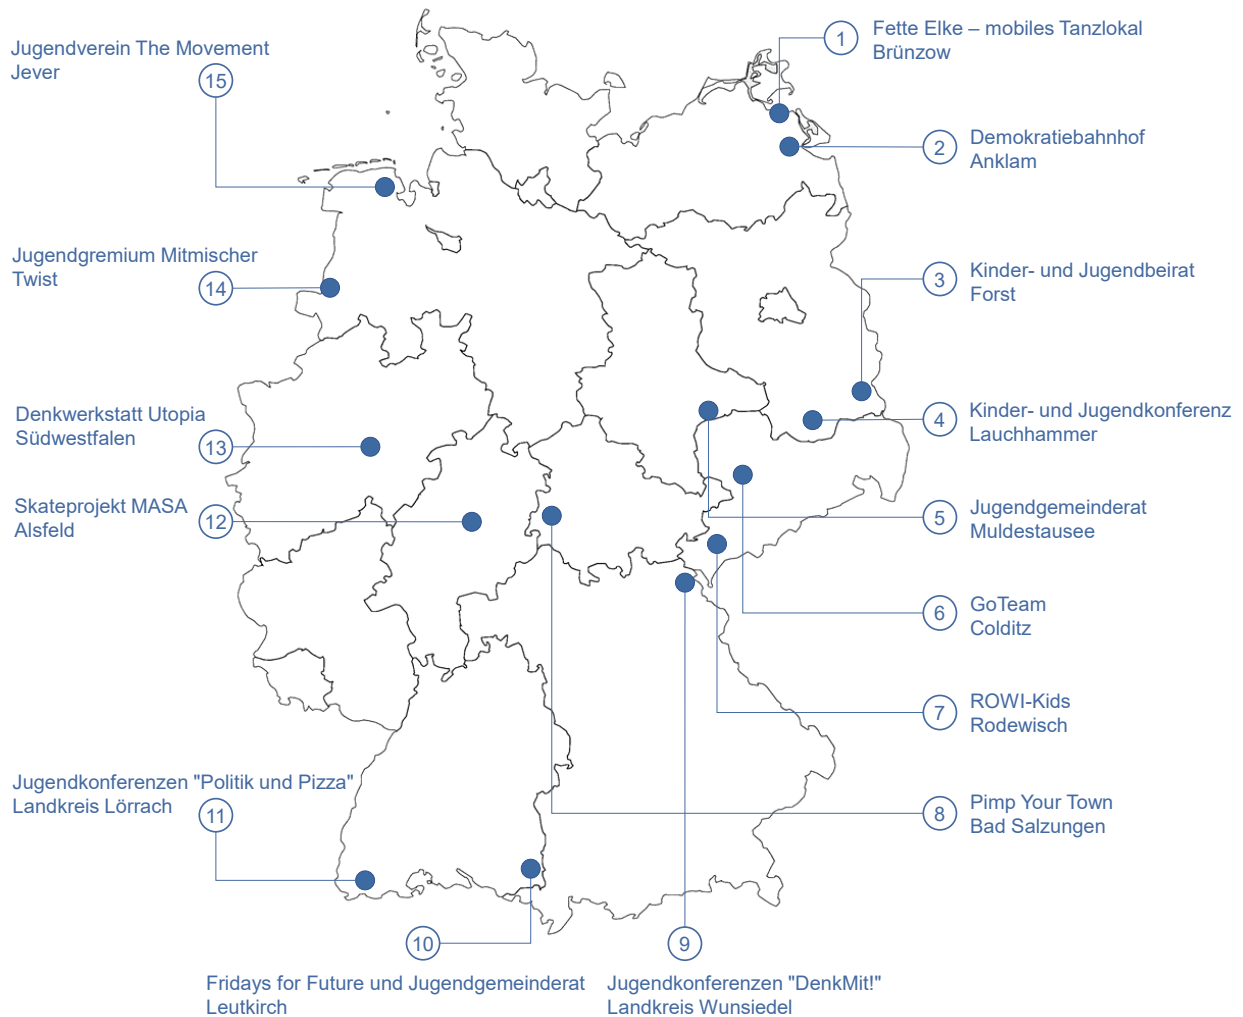 1
Fette Elke – mobiles Tanzlokal
Brünzow
2
Demokratiebahnhof
Anklam
3
Kinder- und Jugendbeirat
Forst
4
Kinder- und Jugendkonferenz
Lauchhammer
5
Jugendgemeinderat
Muldestausee
6
GoTeam
Colditz
7
ROWI-Kids
Rodewisch
8
Pimp Your Town
Bad Salzungen
9
Jugendkonferenzen "DenkMit!"
Landkreis Wunsiedel
10
Fridays for Future und Jugendgemeinderat
Leutkirch
Jugendkonferenzen "Politik und Pizza"
Landkreis Lörrach
11
Skateprojekt MASA
Alsfeld
12
Denkwerkstatt Utopia
Südwestfalen
13
Jugendgremium Mitmischer
Twist
14
Jugendverein The Movement
Jever
15